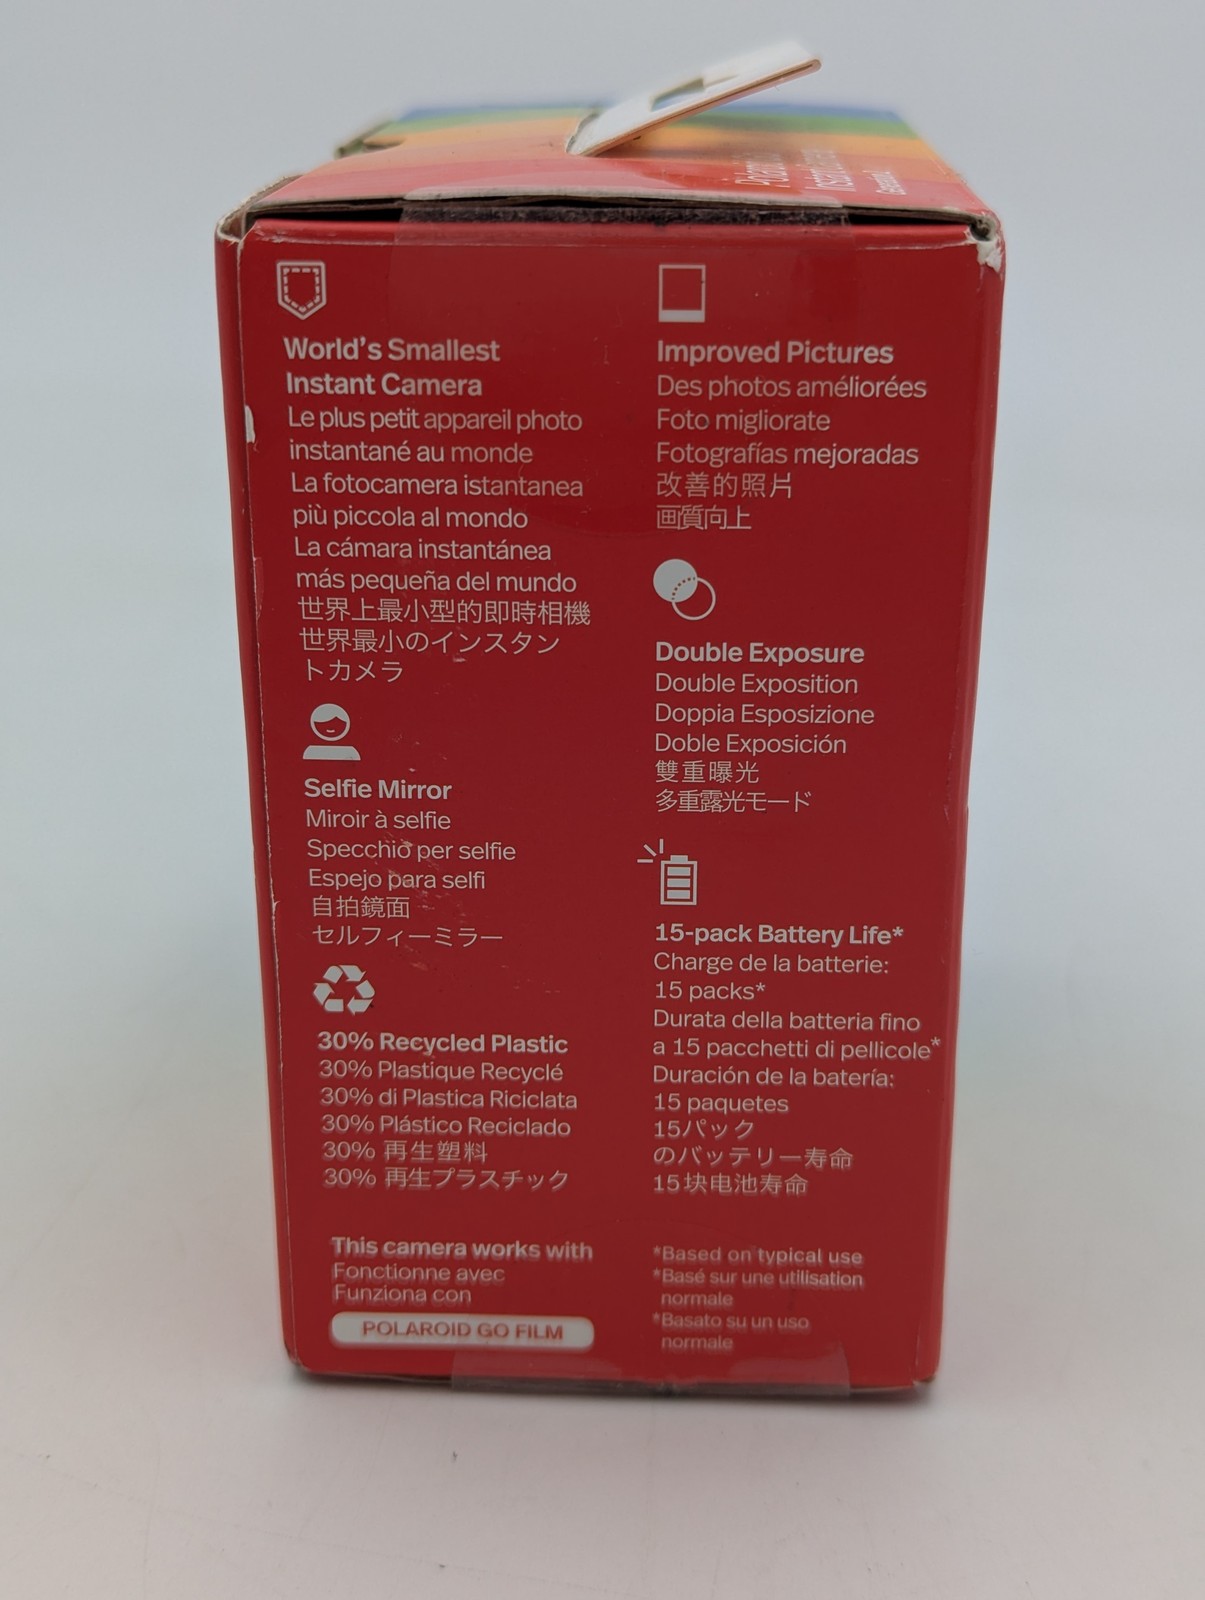 World's Smallest
Instant Camera
Le plus petit appareil photo
instantané au monde
La fotocamera istantanea
più piccola al mondo
La cámara instantánea
más pequeña del mundo
世界上最小型的即時相機
世界最小のインスタン
トカメラ
Selfie Mirror
Miroir à selfie
Specchio per selfie
Espejo para selfi
自拍鏡面
セルフィーミラー
30% Recycled Plastic
30% Plastique Recyclé
30% di Plastica Riciclata
30% Plástico Reciclado
30% 再生塑料
30% 再生プラスチック
This camera works with
Fonctionne avec
Funziona con
POLAROID GO FILM
Improved Pictures
Des photos améliorées
Foto migliorate
Fotografías mejoradas
改善的照片
画質向上
Double Exposure
Double Exposition
Doppia Esposizione
Doble Exposición
雙重曝光
多重露光モード
15-pack Battery Life*
Charge de la batterie:
15 packs*
Durata della batteria fino
a 15 pacchetti di pellicole*
Duración de la batería:
15 paquetes
15パック
のバッテリー寿命
15块电池寿命
*Based on typical use
*Basé sur une utilisation
normale
*Basato su un uso
normale